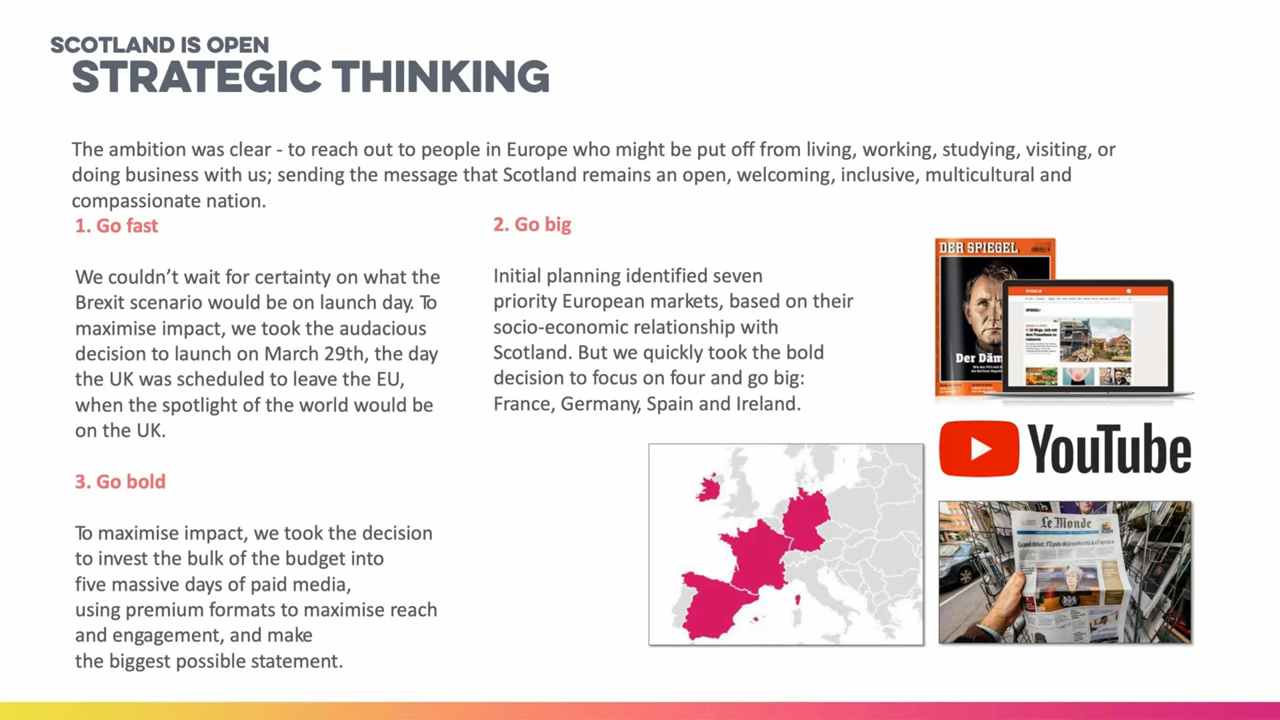 SCOTLAND IS OPEN
STRATEGIC THINKING
The ambition was clear - to reach out to people in Europe who might be put off from living, working, studying, visiting, or
doing business with us; sending the message that Scotland remains an open, welcoming, inclusive, multicultural and
compassionate nation.
1. Go fast
We couldn’t wait for certainty on what the
Brexit scenario would be on launch day. To
maximise impact, we took the audacious
decision to launch on March 29th, the day
the UK was scheduled to leave the EU,
when the spotlight of the world would be
on the UK.
2. Go big
Initial planning identified seven
priority European markets, based on their
socio-economic relationship with
Scotland. But we quickly took the bold
decision to focus on four and go big:
France, Germany, Spain and Ireland.
3. Go bold
To maximise impact, we took the decision
to invest the bulk of the budget into
five massive days of paid media,
using premium formats to maximise reach
and engagement, and make
the biggest possible statement.
DER SPIEGEL
Der Däm
YouTube
Le Monde